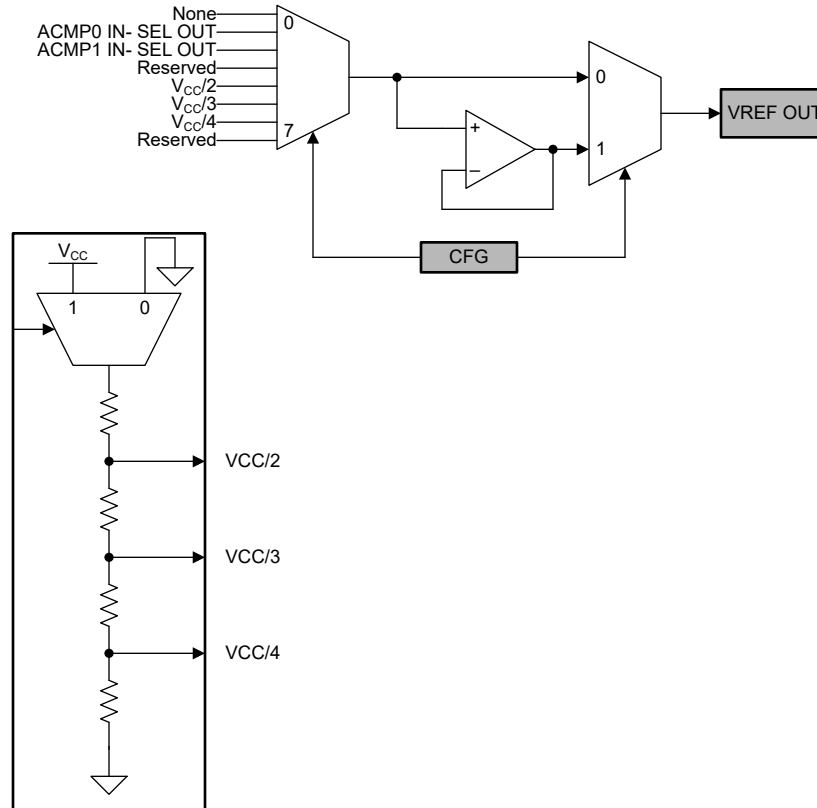 None
0
ACMP0 IN- SEL OUT
ACMP1 IN- SEL OUT
Reserved
VCC/2
VCC/3
VCC/4
7
Reserved
0
+
−
1
VREF OUT
CFG
VCC
1
0
VCC/2
VCC/3
VCC/4